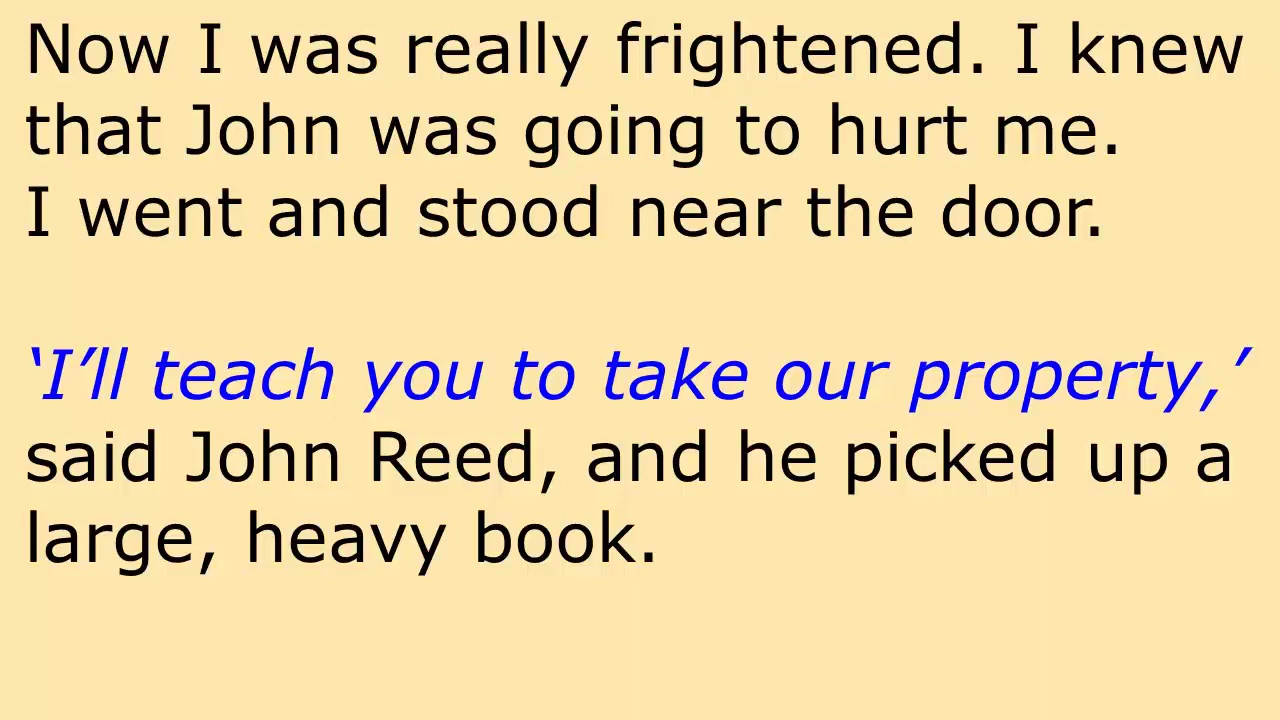 Now I was really frightened. I knew
that John was going to hurt me.
I went and stood near the door.
‘I’ll teach you to take our property,’
said John Reed, and he picked up a
large, heavy book.